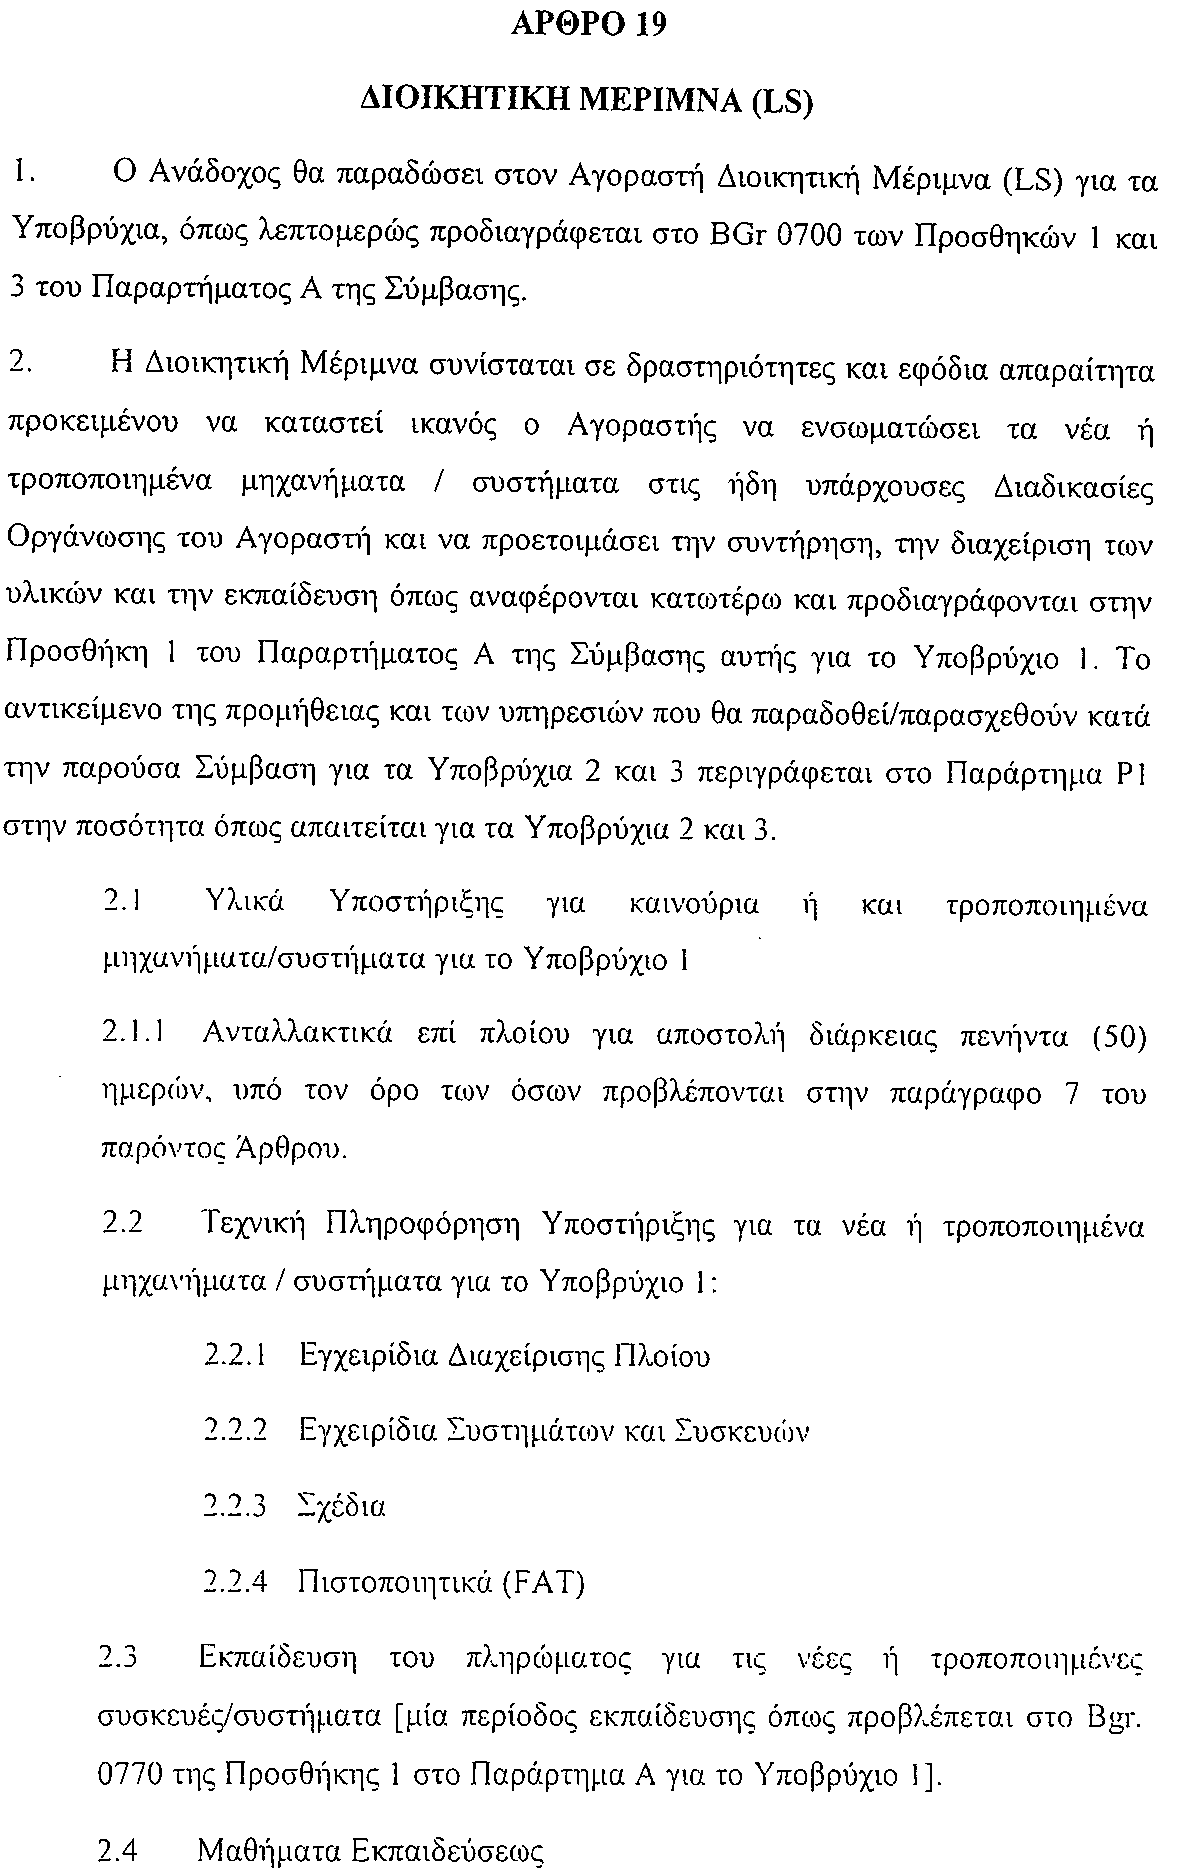 ΑΡΘΡΟ 19
ΔΙΟΙΚΗΤΙΚΗ ΜΕΡΙΜΝΑ (LS)
1. Ο Ανάδοχος θα παραδώσει στον Αγοραστή Διοικητική Μέριμνα (LS) για τα
Υποβρύχια, όπως λεπτομερώς προδιαγράφεται στο BGr 0700 των Προσθηκών 1 και
3 του Παραρτήματος Α της Σύμβασης.
2. Η Διοικητική Μέριμνα συνίσταται σε δραστηριότητες και εφόδια απαραίτητα
προκειμένου να καταστεί ικανός ο Αγοραστής να ενσωματώσει τα νέα ή
τροποποιημένα μηχανήματα / συστήματα στις ήδη υπάρχουσες Διαδικασίες
Οργάνωσης του Αγοραστή και να προετοιμάσει την συντήρηση, την διαχείριση των
υλικών και την εκπαίδευση όπως αναφέρονται κατωτέρω και προδιαγράφονται στην
Προσθήκη 1 του Παραρτήματος Α της Σύμβασης αυτής για το Υποβρύχιο 1. Το
αντικείμενο της προμήθειας και των υπηρεσιών που θα παραδοθεί/παρασχεθούν κατά
την παρούσα Σύμβαση για τα Υποβρύχια 2 και 3 περιγράφεται στο Παράρτημα Ρ1
στην ποσότητα όπως απαιτείται για τα Υποβρύχια 2 και 3.
2.1 Υλικά Υποστήριξης για καινούρια ή και τροποποιημένα
μηχανήματα/συστήματα για το Υποβρύχιο 1
2.1.1 Ανταλλακτικά επί πλοίου για αποστολή διάρκειας πενήντα (50)
ημερών, υπό τον όρο των όσων προβλέπονται στην παράγραφο 7 του
παρόντος Άρθρου.
2.2 Τεχνική Πληροφόρηση Υποστήριξης για τα νέα ή τροποποιημένα
μηχανήματα / συστήματα για το Υποβρύχιο 1:
2.2.1 Εγχειρίδια Διαχείρισης Πλοίου
2.2.2 Εγχειρίδια Συστημάτων και Συσκευών
2.2.3 Σχέδια
2.2.4 Πιστοποιητικά (FAT)
2.3 Εκπαίδευση του πληρώματος για τις νέες ή τροποποιημένες
συσκευές/συστήματα [μία περίοδος εκπαίδευσης όπως προβλέπεται στο Bgr.
0770 της Προσθήκης 1 στο Παράρτημα Α για το Υποβρύχιο 1].
2.4 Μαθήματα Εκπαιδεύσεως